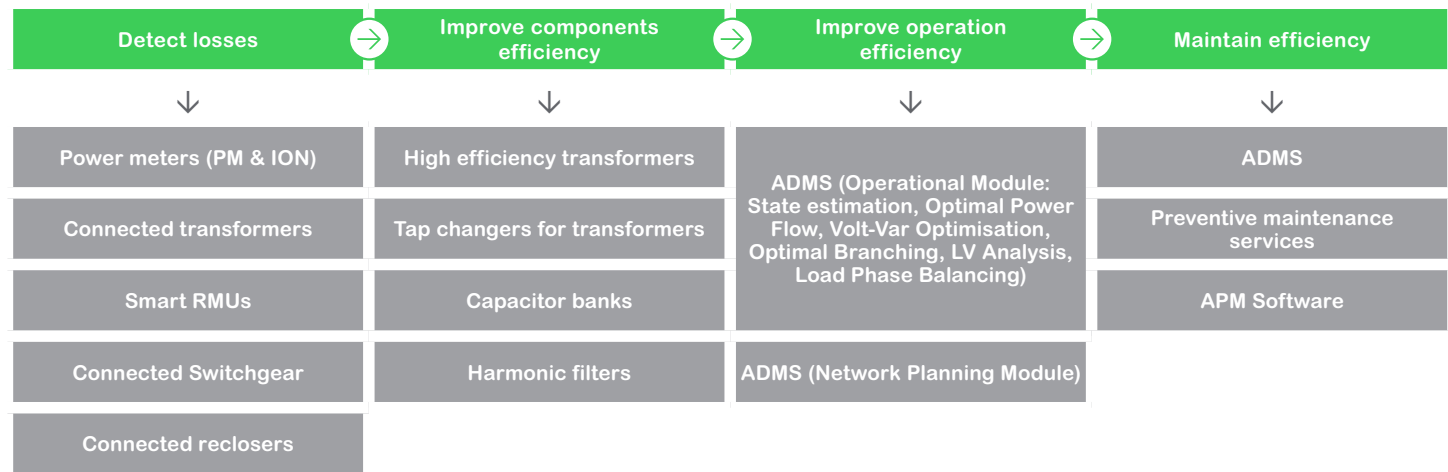 Detect losses
Improve components
efficiency
Improve operation
efficiency
Maintain efficiency
Power meters (PM & ION)
Connected transformers
Smart RMUs
Connected Switchgear
Connected reclosers
High efficiency transformers
Tap changers for transformers
Capacitor banks
Harmonic filters
ADMS (Operational Module:
State estimation, Optimal Power
Flow, Volt-Var Optimisation,
Optimal Branching, LV Analysis,
Load Phase Balancing)
ADMS (Network Planning Module)
ADMS
Preventive maintenance
services
APM Software